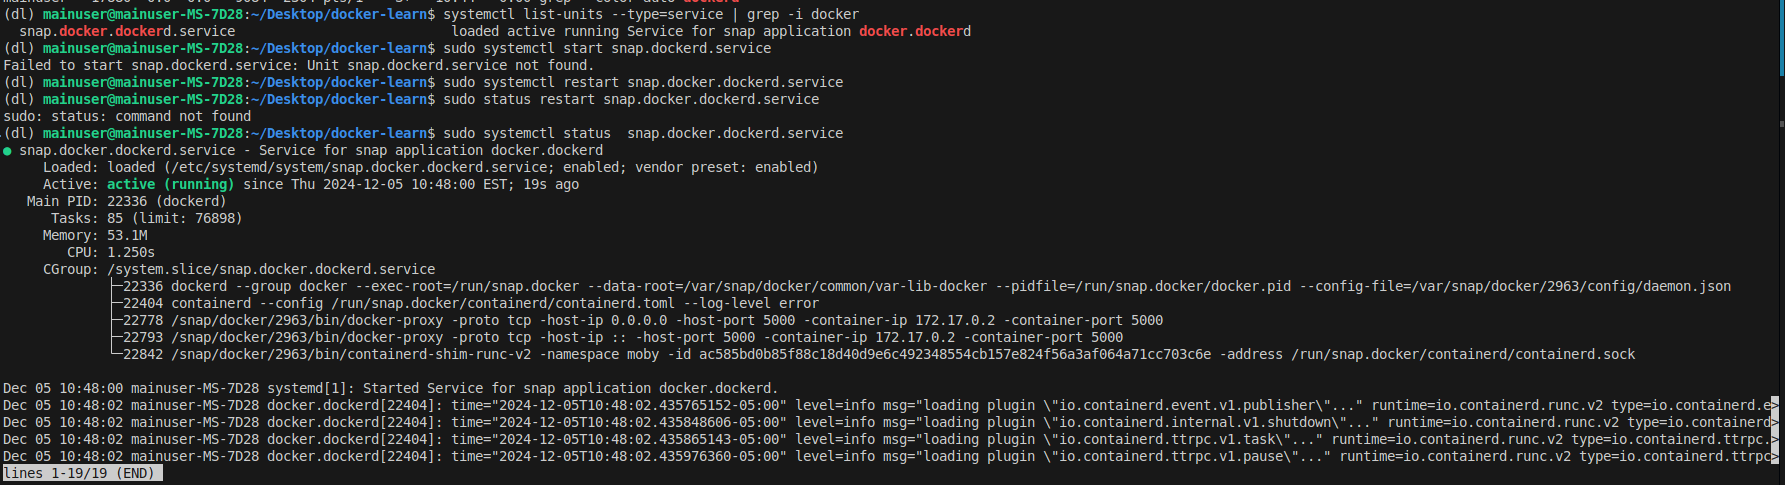 (dl) mainuser@mainuser-MS-7D28:~/Desktop/docker-learn$ systemctl list-units --type=service | grep -i docker
  snap.docker.dockerd.service                           loaded active running Service for snap application docker.dockerd
(dl) mainuser@mainuser-MS-7D28:~/Desktop/docker-learn$ sudo systemctl start snap.dockerd.service
Failed to start snap.dockerd.service: Unit snap.dockerd.service not found.
(dl) mainuser@mainuser-MS-7D28:~/Desktop/docker-learn$ sudo systemctl restart snap.docker.dockerd.service
(dl) mainuser@mainuser-MS-7D28:~/Desktop/docker-learn$ sudo status restart snap.docker.dockerd.service
sudo: status: command not found
(dl) mainuser@mainuser-MS-7D28:~/Desktop/docker-learn$ sudo systemctl status  snap.docker.dockerd.service
● snap.docker.dockerd.service - Service for snap application docker.dockerd
     Loaded: loaded (/etc/systemd/system/snap.docker.dockerd.service; enabled; vendor preset: enabled)
     Active: active (running) since Thu 2024-12-05 10:48:00 EST; 19s ago
   Main PID: 22336 (dockerd)
      Tasks: 85 (limit: 76898)
     Memory: 53.1M
        CPU: 1.250s
     CGroup: /system.slice/snap.docker.dockerd.service
             ├─22336 dockerd --group docker --exec-root=/run/snap.docker --data-root=/var/snap/docker/common/var-lib-docker --pidfile=/run/snap.docker/docker.pid --config-file=/var/snap/docker/2963/config/daemon.json
             ├─22404 containerd --config /run/snap.docker/containerd/containerd.toml --log-level error
             ├─22778 /snap/docker/2963/bin/docker-proxy -proto tcp -host-ip 0.0.0.0 -host-port 5000 -container-ip 172.17.0.2 -container-port 5000
             ├─22793 /snap/docker/2963/bin/docker-proxy -proto tcp -host-ip :: -host-port 5000 -container-ip 172.17.0.2 -container-port 5000
             └─22842 /snap/docker/2963/bin/containerd-shim-runc-v2 -namespace moby -id ac585bd0b85f88c18d40d9e6c492348554cb157e824f56a3af064a71cc703c6e -address /run/snap.docker/containerd/containerd.sock
Dec 05 10:48:00 mainuser-MS-7D28 systemd[1]: Started Service for snap application docker.dockerd.
Dec 05 10:48:02 mainuser-MS-7D28 docker.dockerd[22404]: time="2024-12-05T10:48:02.435765152-05:00" level=info msg="loading plugin \"io.containerd.event.v1.publisher\"..." runtime=io.containerd.runc.v2 type=io.containerd.e>
Dec 05 10:48:02 mainuser-MS-7D28 docker.dockerd[22404]: time="2024-12-05T10:48:02.435848606-05:00" level=info msg="loading plugin \"io.containerd.internal.v1.shutdown\"..." runtime=io.containerd.runc.v2 type=io.containerd>
Dec 05 10:48:02 mainuser-MS-7D28 docker.dockerd[22404]: time="2024-12-05T10:48:02.435865143-05:00" level=info msg="loading plugin \"io.containerd.ttrpc.v1.task\"..." runtime=io.containerd.runc.v2 type=io.containerd.ttrpc.>
Dec 05 10:48:02 mainuser-MS-7D28 docker.dockerd[22404]: time="2024-12-05T10:48:02.435976360-05:00" level=info msg="loading plugin \"io.containerd.ttrpc.v1.pause\"..." runtime=io.containerd.runc.v2 type=io.containerd.ttrpc>
lines 1-19/19 (END)